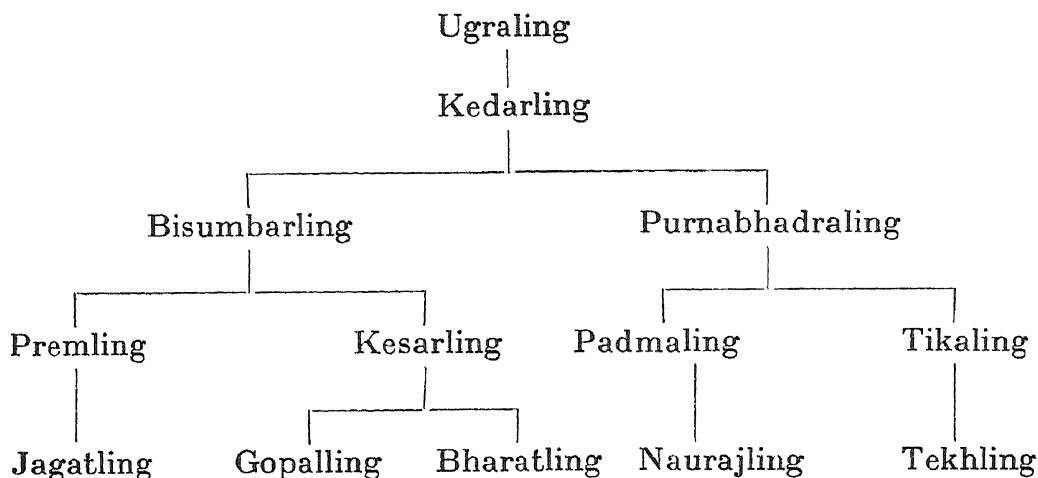 Ugraling
Kedarling
Bisumbarling Purnabhadraling
Premling Kesarling Padmaling Tikaling
Jagatling Gopalling Bharatling Naurajling Tekhling